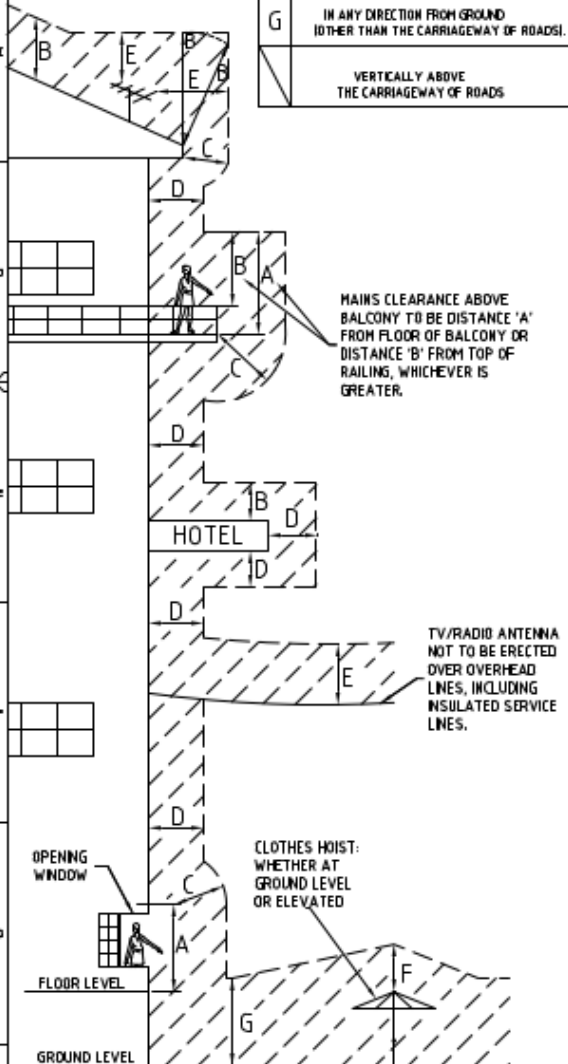 G
IN ANY DIRECTION FROM GROUND
(OTHER THAN THE CARRIAGEWAY OF ROADS).
VERTICALLY ABOVE
THE CARRIAGEWAY OF ROADS
B
E
B
E
B
C
D
B
A
MAINS CLEARANCE ABOVE
BALCONY TO BE DISTANCE 'A'
FROM FLOOR OF BALCONY OR
DISTANCE 'B' FROM TOP OF
RAILING, WHICHEVER IS
GREATER.
C
D
B
D
HOTEL
D
D
TV/RADIO ANTENNA
NOT TO BE ERECTED
OVER OVERHEAD
LINES, INCLUDING
INSULATED SERVICE
LINES.
E
D
OPENING
WINDOW
CLOTHES HOIST:
WHETHER AT
GROUND LEVEL
OR ELEVATED
C
A
F
FLOOR LEVEL
G
GROUND LEVEL